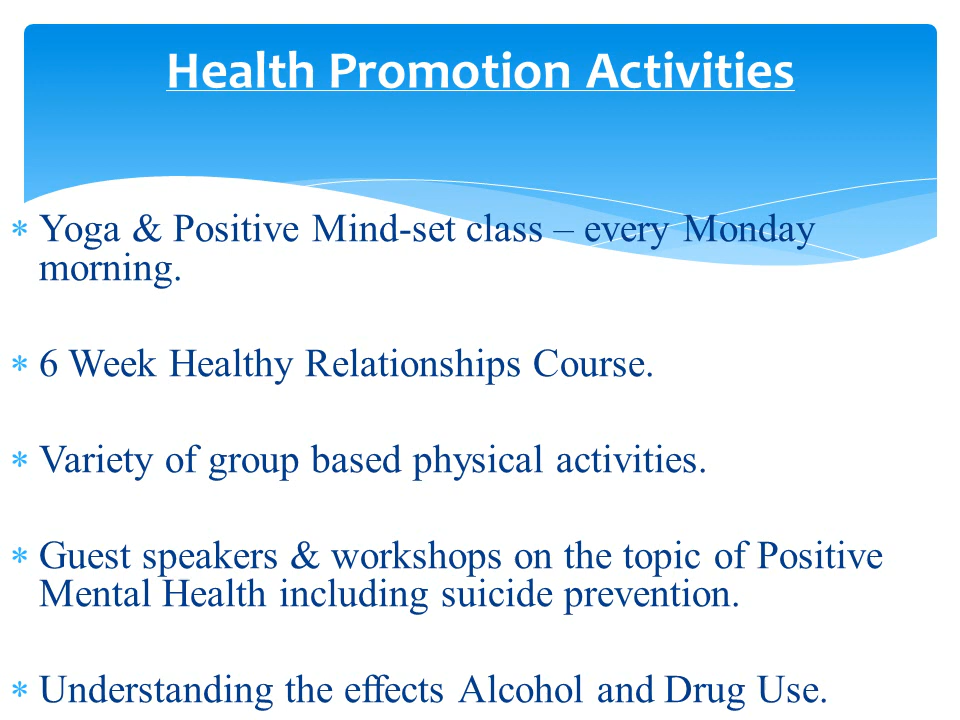 Health Promotion Activities
* Yoga & Positive Mind-set class – every Monday
morning.
* 6 Week Healthy Relationships Course.
* Variety of group based physical activities.
* Guest speakers & workshops on the topic of Positive
Mental Health including suicide prevention.
* Understanding the effects Alcohol and Drug Use.